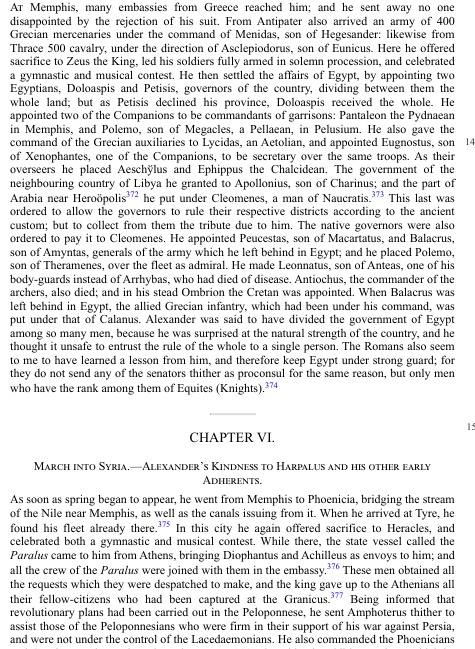 At Memphis, many embassies from Greece reached him; and he sent away no one
disappointed by the rejection of his suit. From Antipater also arrived an army of 400
Grecian mercenaries under the command of Menidas, son of Hegesander: likewise from
Thrace 500 cavalry, under the direction of Asclepiodorus, son of Eunicus. Here he offered
sacrifice to Zeus the King, led his soldiers fully armed in solemn procession, and celebrated
a gymnastic and musical contest. He then settled the affairs of Egypt, by appointing two
Egyptians, Doloaspis and Petisis, governors of the country, dividing between them the
whole land; but as Petisis declined his province, Doloaspis received the whole. He
appointed two of the Companions to be commandants of garrisons: Pantaleon the Pydnaean
in Memphis, and Polemo, son of Megacles, a Pellaean, in Pelusium. He also gave the
command of the Grecian auxiliaries to Lycidas, an Aetolian, and appointed Eugnostus, son
of Xenophantes, one of the Companions, to be secretary over the same troops. As their
overseers he placed Aeschўlus and Ephippus the Chalcidean. The government of the
neighbouring country of Libya he granted to Apollonius, son of Charinus; and the part of
Arabia near Heroöpolis372 he put under Cleomenes, a man of Naucratis.373 This last was
ordered to allow the governors to rule their respective districts according to the ancient
custom; but to collect from them the tribute due to him. The native governors were also
ordered to pay it to Cleomenes. He appointed Peucestas, son of Macartatus, and Balacrus,
son of Amyntas, generals of the army which he left behind in Egypt; and he placed Polemo,
son of Theramenes, over the fleet as admiral. He made Leonnatus, son of Anteas, one of his
body-guards instead of Arrhybas, who had died of disease. Antiochus, the commander of the
archers, also died; and in his stead Ombrion the Cretan was appointed. When Balacrus was
left behind in Egypt, the allied Grecian infantry, which had been under his command, was
put under that of Calanus. Alexander was said to have divided the government of Egypt
among so many men, because he was surprised at the natural strength of the country, and he
thought it unsafe to entrust the rule of the whole to a single person. The Romans also seem
to me to have learned a lesson from him, and therefore keep Egypt under strong guard; for
they do not send any of the senators thither as proconsul for the same reason, but only men
who have the rank among them of Equites (Knights).374
14
15
CHAPTER VI.
March into Syria.—Alexander's Kindness to Harpalus and his other early
Adherents.
As soon as spring began to appear, he went from Memphis to Phoenicia, bridging the stream
of the Nile near Memphis, as well as the canals issuing from it. When he arrived at Tyre, he
found his fleet already there.375 In this city he again offered sacrifice to Heracles, and
celebrated both a gymnastic and musical contest. While there, the state vessel called the
Paralus came to him from Athens, bringing Diophantus and Achilleus as envoys to him; and
all the crew of the Paralus were joined with them in the embassy.376 These men obtained all
the requests which they were despatched to make, and the king gave up to the Athenians all
their fellow-citizens who had been captured at the Granicus.377 Being informed that
revolutionary plans had been carried out in the Peloponnese, he sent Amphoterus thither to
assist those of the Peloponnesians who were firm in their support of his war against Persia,
and were not under the control of the Lacedaemonians. He also commanded the Phoenicians